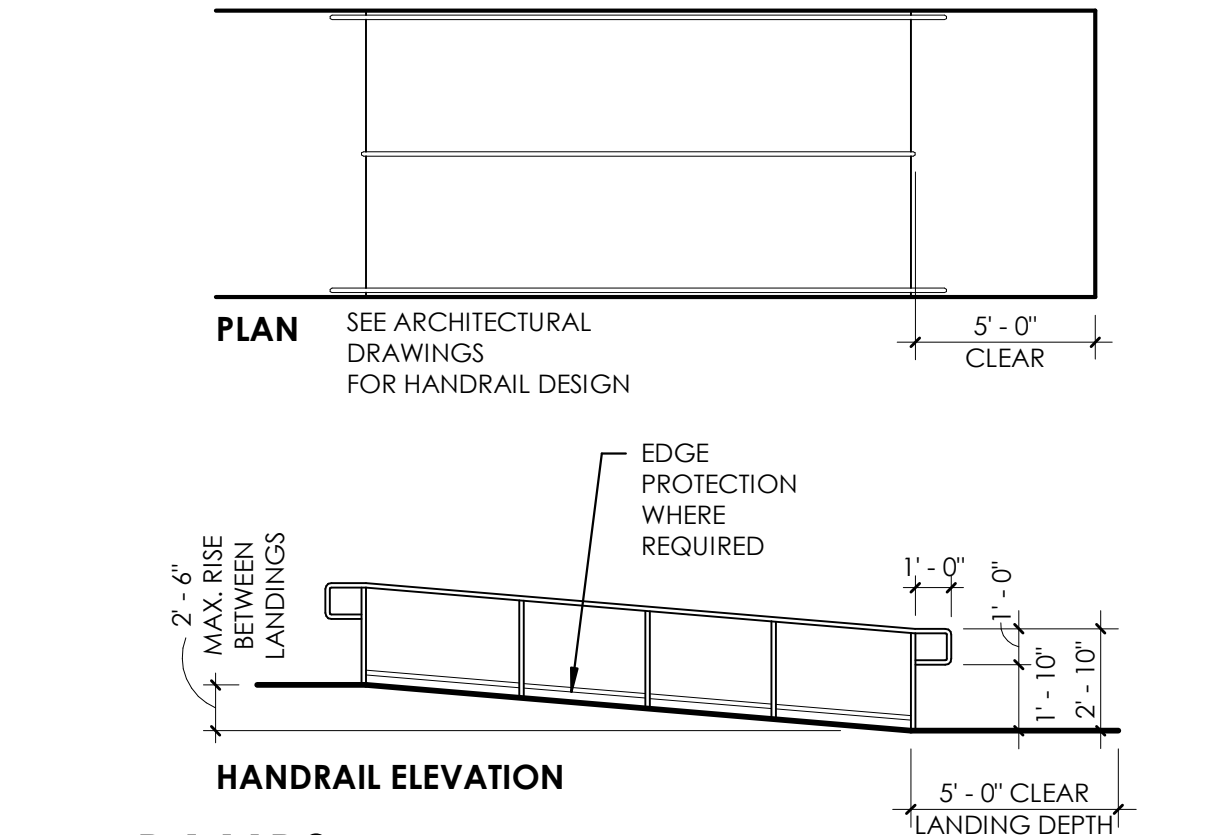 PLAN
SEE ARCHITECTURAL
DRAWINGS
FOR HANDRAIL DESIGN
5' - 0"
CLEAR
EDGE
PROTECTION
WHERE
REQUIRED
2' - 6"
MAX. RISE
BETWEEN
LANDINGS
1' - 0"
1' - 0"
1' - 10"
2' - 10"
HANDRAIL ELEVATION
5' - 0" CLEAR
LANDING DEPTH